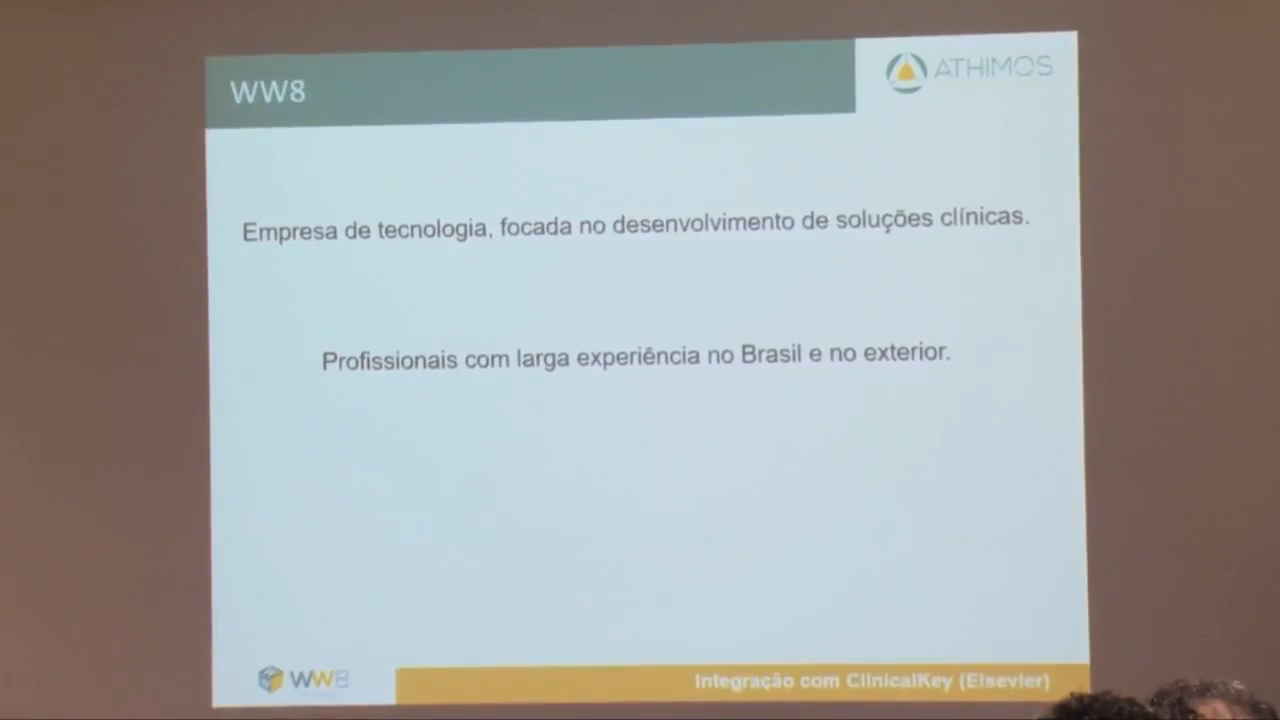 WW8
ATHIMOS
Empresa de tecnologia, focada no desenvolvimento de soluções clínicas.
Profissionais com larga experiência no Brasil e no exterior.
WW8
Integração com ClinicalKey (Elsevier)